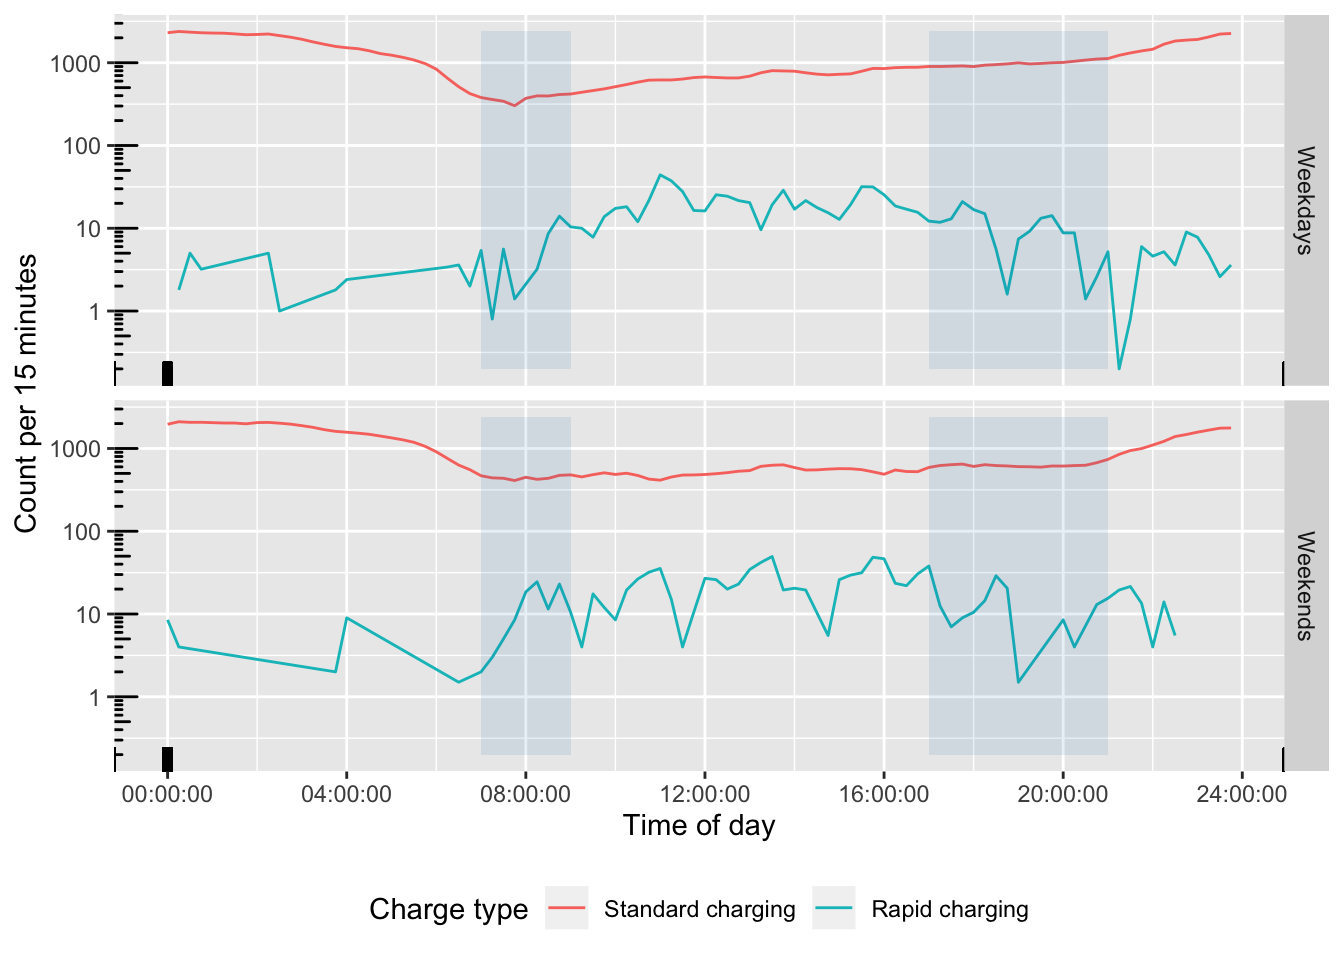 Count per 15 minutes
1000
100
10
1
Weekdays
1000
100
10
1
Weekends
00:00:00 04:00:00 08:00:00 12:00:00 16:00:00 20:00:00 24:00:00
Time of day
Charge type Standard charging Rapid charging